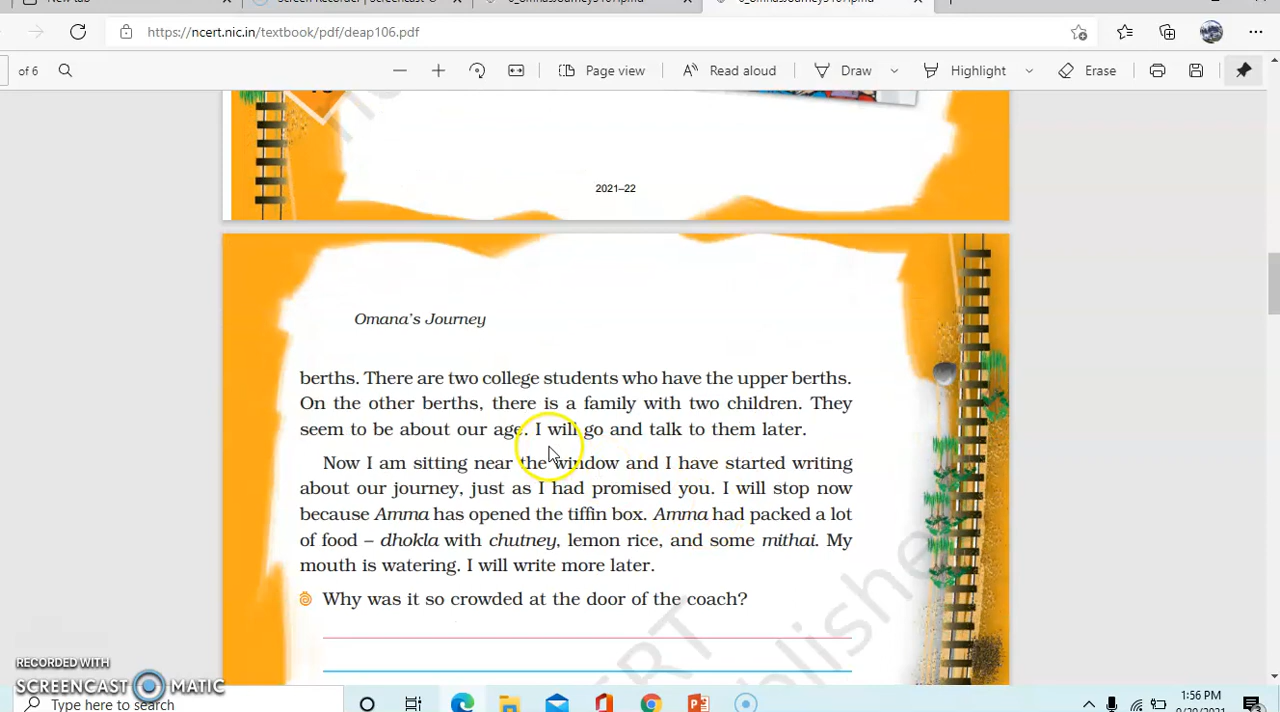 New tab
https://ncert.nic.in/textbook/pdf/deap106.pdf
of 6
Page view
Read aloud
Draw
Highlight
Erase
2021–22
Omana's Journey
berths. There are two college students who have the upper berths.
On the other berths, there is a family with two children. They
seem to be about our age. I will go and talk to them later.
Now I am sitting near the window and I have started writing
about our journey, just as I had promised you. I will stop now
because Amma has opened the tiffin box. Amma had packed a lot
of food – dhokla with chutney, lemon rice, and some mithai. My
mouth is watering. I will write more later.
Why was it so crowded at the door of the coach?
RECORDED WITH
SCREENCAST MATIC
Type here to search
1:56 PM